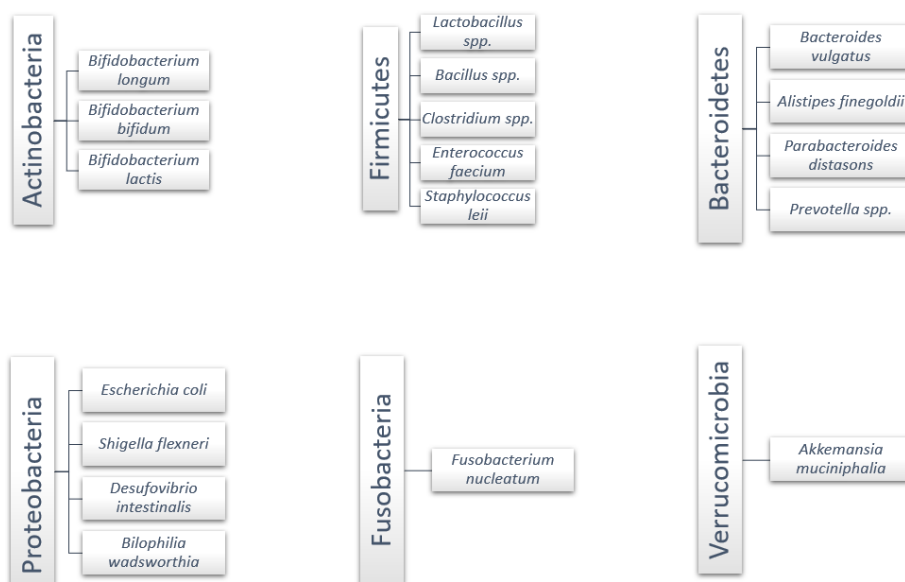 Actinobacteria
Bifidobacterium
longum
Bifidobacterium
bifidum
Bifidobacterium
lactis
Firmicutes
Lactobacillus
spp.
Bacillus spp.
Clostridium spp.
Enterococcus
faecium
Staphylococcus
leii
Bacteroidetes
Bacteroides
vulgatus
Alistipes finegoldii
Parabacteroides
distasons
Prevotella spp.
Proteobacteria
Escherichia coli
Shigella flexneri
Desufovibrio
intestinalis
Bilophilia
wadsworthia
Fusobacteria
Fusobacterium
nucleatum
Verrucomicrobia
Akkemansia
muciniphalia